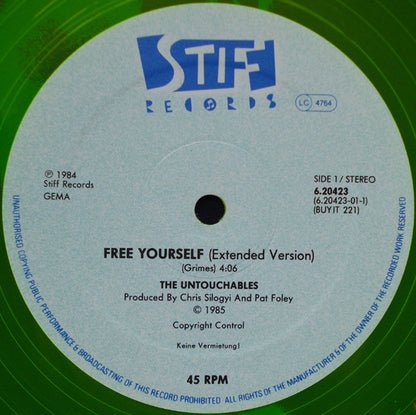 STIFF
RECORDS
LC 4764
℗ 1984
Stiff Records
GEMA
SIDE 1 / STEREO
6.20423
(6.20423-01-1)
(BUY IT 221)
FREE YOURSELF (Extended Version)
(Grimes) 4:06
THE UNTOUCHABLES
Produced By Chris Silogyi And Pat Foley
© 1985
Copyright Control
Keine Vermietung!
45 RPM
UNAUTHORISED COPYING PUBLIC PERFORMANCE & BROADCASTING OF THIS RECORD PROHIBITED ALL RIGHTS OF THE MANUFACTURER & OF THE OWNER OF THE RECORDED WORK RESERVED